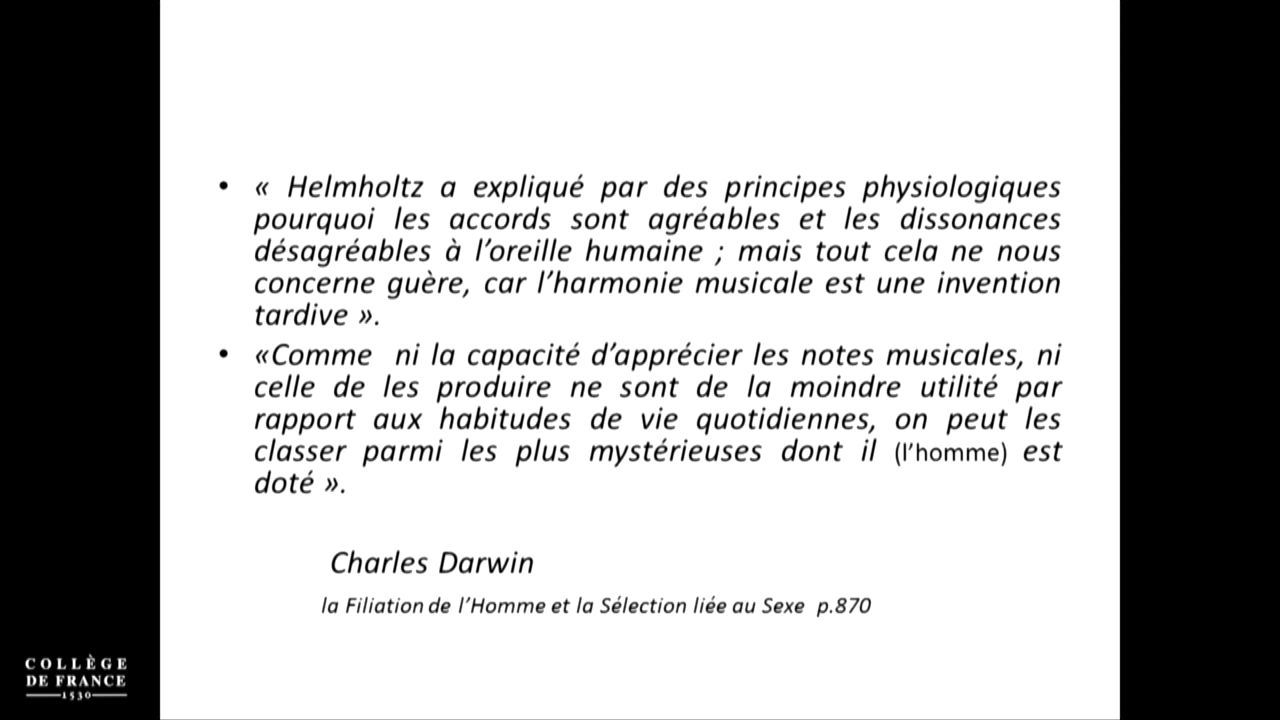 • « Helmholtz a expliqué par des principes physiologiques
pourquoi les accords sont agréables et les dissonances
désagréables à l’oreille humaine ; mais tout cela ne nous
concerne guère, car l’harmonie musicale est une invention
tardive ».
• «Comme ni la capacité d’apprécier les notes musicales, ni
celle de les produire ne sont de la moindre utilité par
rapport aux habitudes de vie quotidiennes, on peut les
classer parmi les plus mystérieuses dont il (l’homme) est
doté ».
Charles Darwin
la Filiation de l’Homme et la Sélection liée au Sexe p.870
COLLÈGE
DE FRANCE
1530